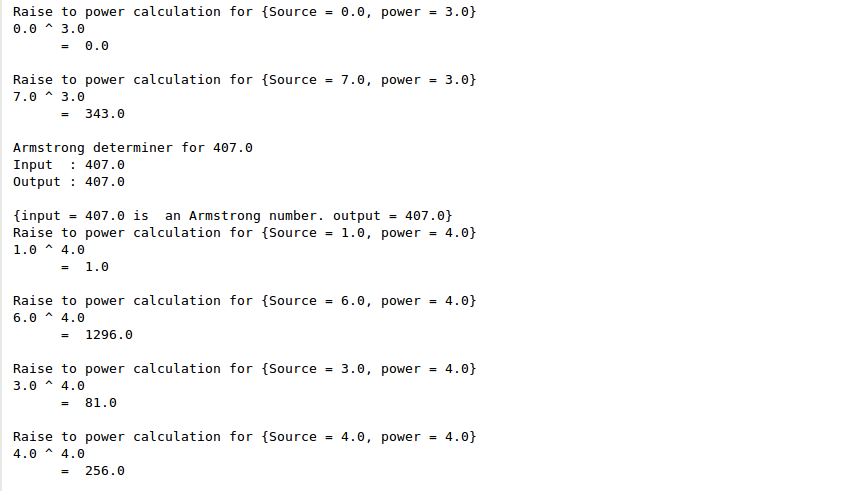 Raise to power calculation for {Source = 0.0, power = 3.0}
0.0 ^ 3.0
      =  0.0

Raise to power calculation for {Source = 7.0, power = 3.0}
7.0 ^ 3.0
      =  343.0

Armstrong determiner for 407.0
Input  : 407.0
Output : 407.0

{input = 407.0 is  an Armstrong number. output = 407.0}
Raise to power calculation for {Source = 1.0, power = 4.0}
1.0 ^ 4.0
      =  1.0

Raise to power calculation for {Source = 6.0, power = 4.0}
6.0 ^ 4.0
      =  1296.0

Raise to power calculation for {Source = 3.0, power = 4.0}
3.0 ^ 4.0
      =  81.0

Raise to power calculation for {Source = 4.0, power = 4.0}
4.0 ^ 4.0
      =  256.0